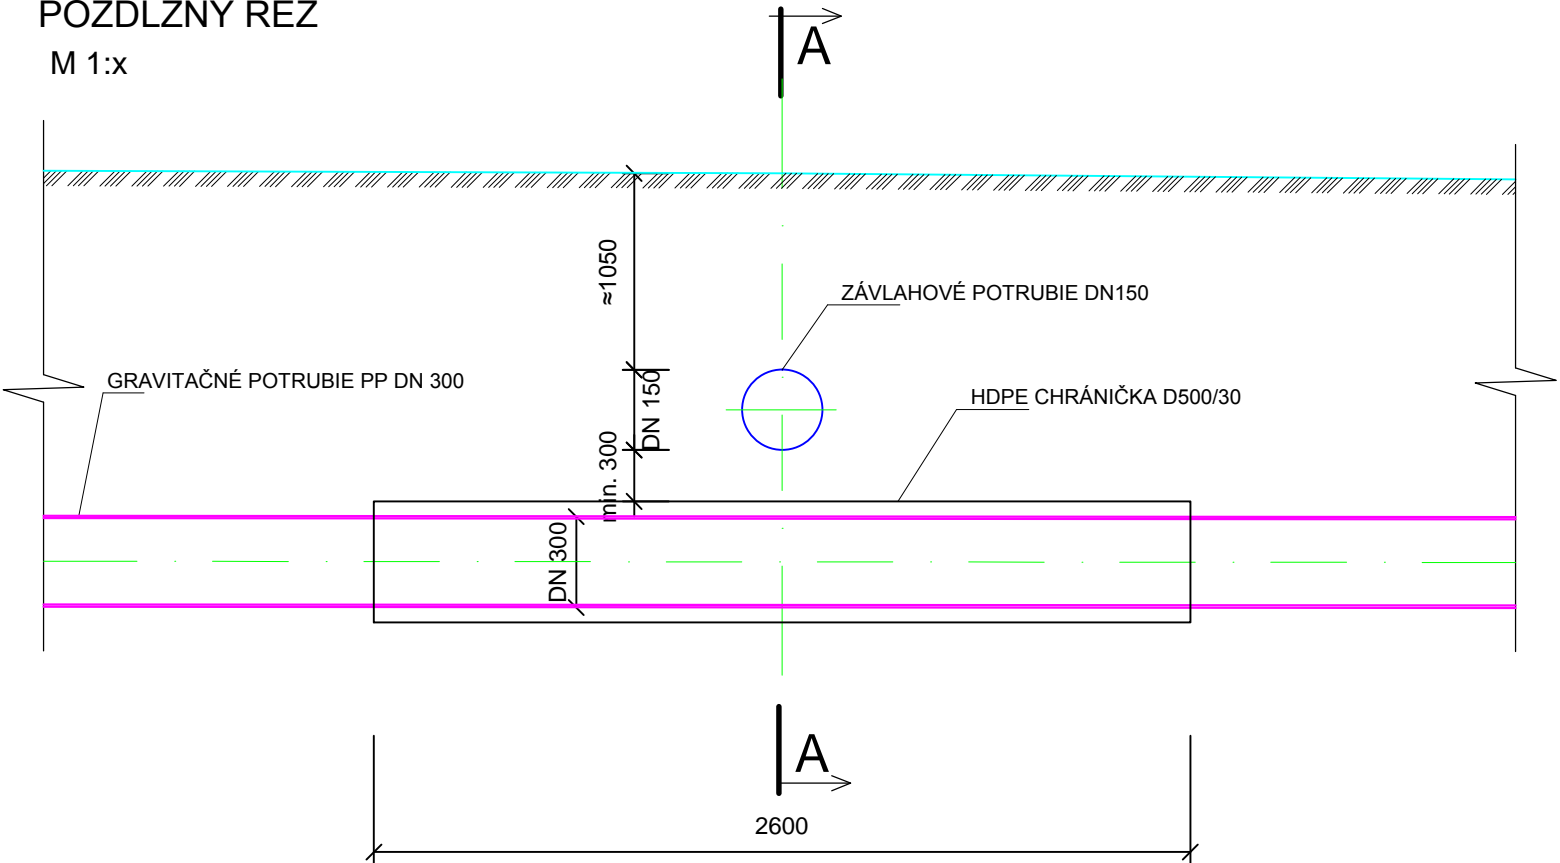 POZDĹŽNY REZ
M 1:x
A
≈1050
ZÁVLAHOVÉ POTRUBIE DN150
GRAVITAČNÉ POTRUBIE PP DN 300
DN 150
HDPE CHRÁNIČKA D500/30
min. 300
DN 300
A
2600